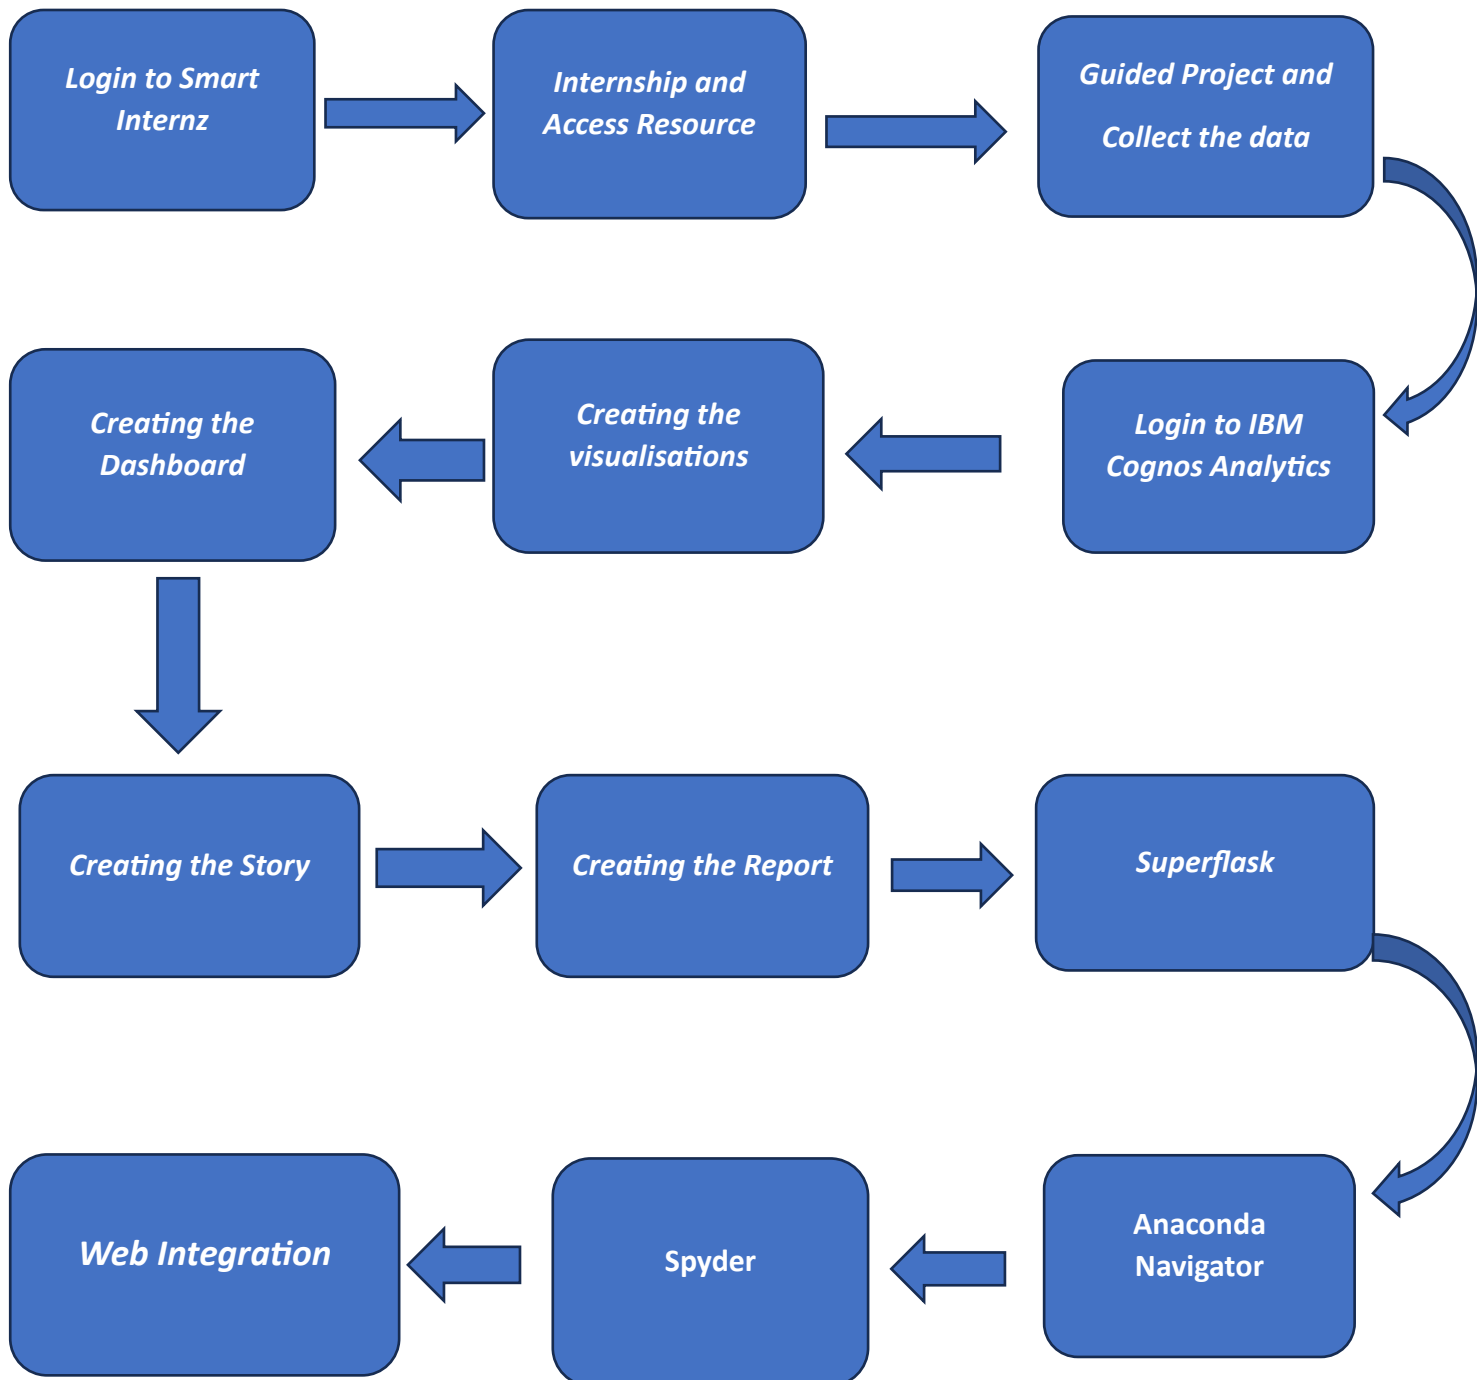 Login to Smart
Internz
Internship and
Access Resource
Guided Project and
Collect the data
Login to IBM
Cognos Analytics
Creating the
visualisations
Creating the
Dashboard
Creating the Story
Creating the Report
Superflask
Anaconda
Navigator
Spyder
Web Integration